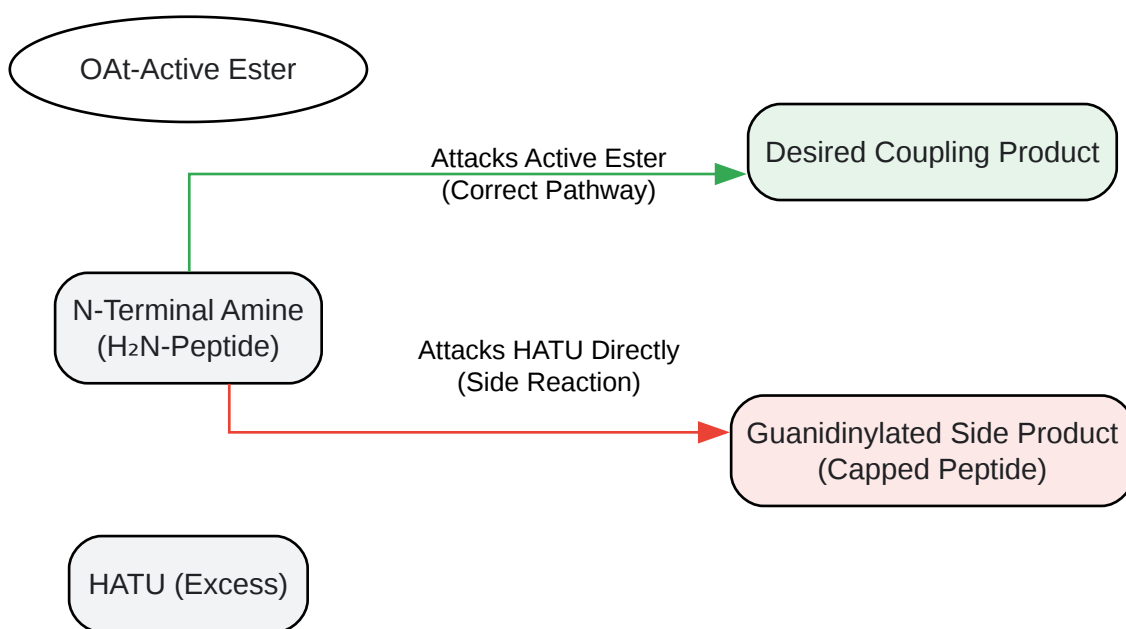 OAt-Active Ester
Attacks Active Ester
(Correct Pathway)
Desired Coupling Product
N-Terminal Amine
(H₂N-Peptide)
Attacks HATU Directly
(Side Reaction)
Guanidinylated Side Product
(Capped Peptide)
HATU (Excess)